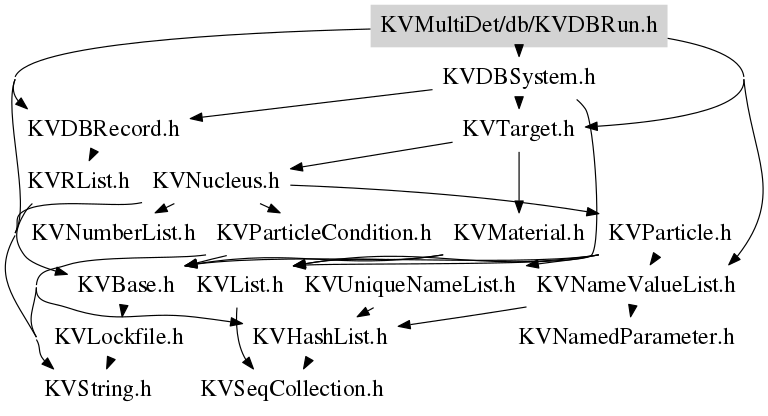 KVMultiDet/db/KVDBRun.h
KVDBSystem.h
KVDBRecord.h
KVTarget.h
KVRList.h
KVNucleus.h
KVNumberList.h
KVParticleCondition.h
KVMaterial.h
KVParticle.h
KVBase.h
KVList.h
KVUniqueNameList.h
KVNameValueList.h
KVLockfile.h
KVHashList.h
KVNamedParameter.h
KVString.h
KVSeqCollection.h